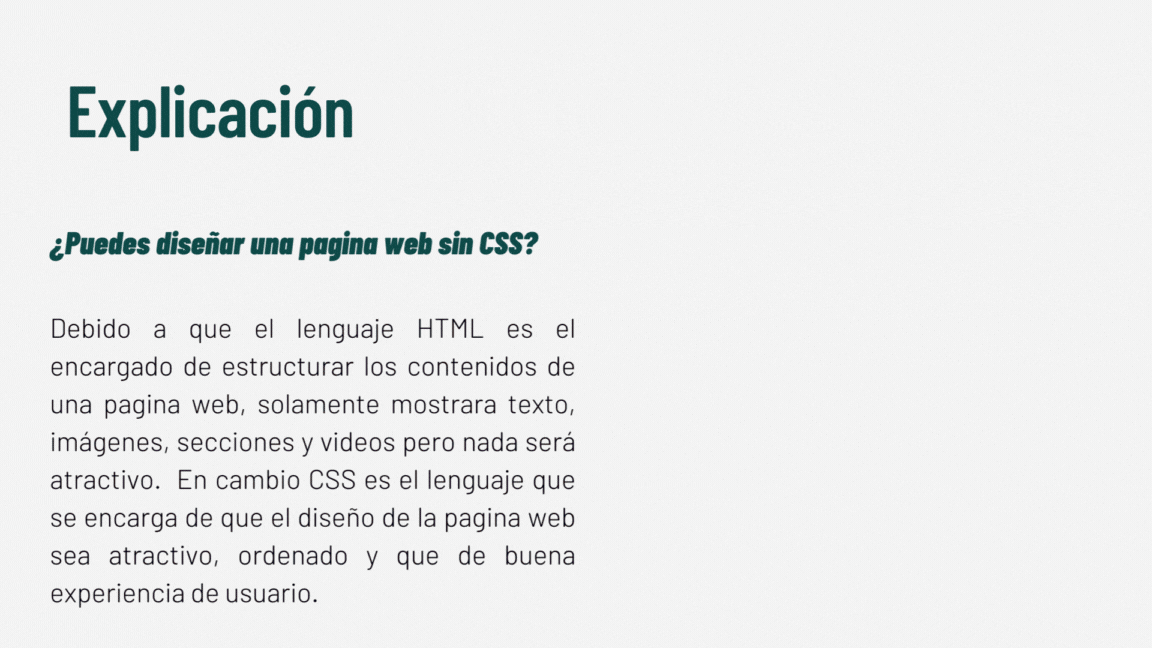 Explicación
¿Puedes diseñar una pagina web sin CSS?
Debido a que el lenguaje HTML es el
encargado de estructurar los contenidos de
una pagina web, solamente mostrara texto,
imágenes, secciones y videos pero nada será
atractivo. En cambio CSS es el lenguaje que
se encarga de que el diseño de la pagina web
sea atractivo, ordenado y que de buena
experiencia de usuario.